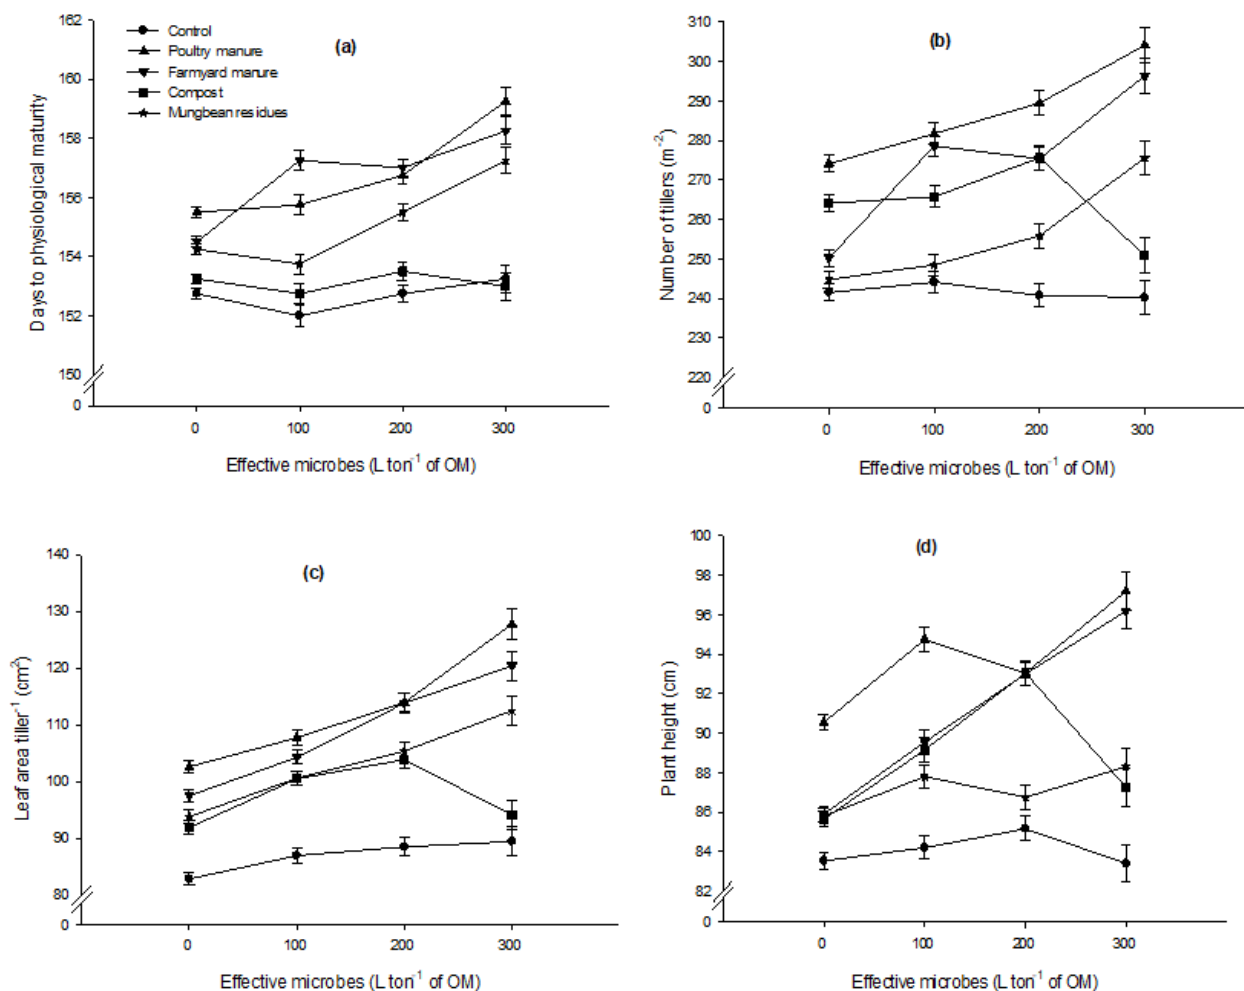 (a)
Control
Poultry manure
Farmyard manure
Compost
Mungbean residues
Days to physiological maturity
162
160
158
156
154
152
150
0
0 100 200 300
Effective microbes (L ton⁻¹ of OM)
(b)
Number of tillers (m⁻²)
310
300
290
280
270
260
250
240
230
220
0
0 100 200 300
Effective microbes (L ton⁻¹ of OM)
(c)
Leaf area tiller⁻¹ (cm²)
140
130
120
110
100
90
80
0
0 100 200 300
Effective microbes (L ton⁻¹ of OM)
(d)
Plant height (cm)
100
98
96
94
92
90
88
86
84
82
0
0 100 200 300
Effective microbes (L ton⁻¹ of OM)